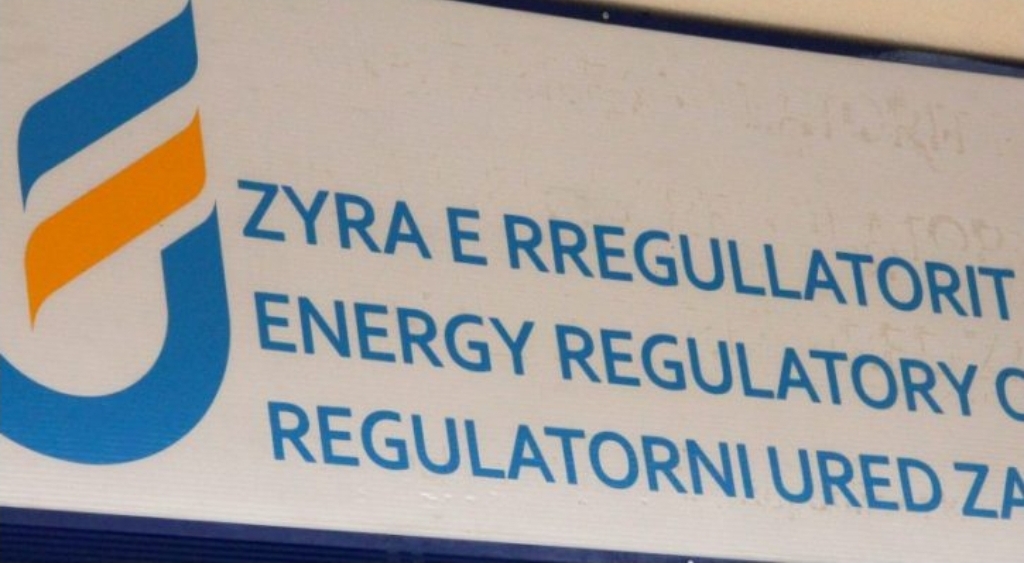 ZYRA E RREGULLATORIT
ENERGY REGULATORY
REGULATORNI URED ZA